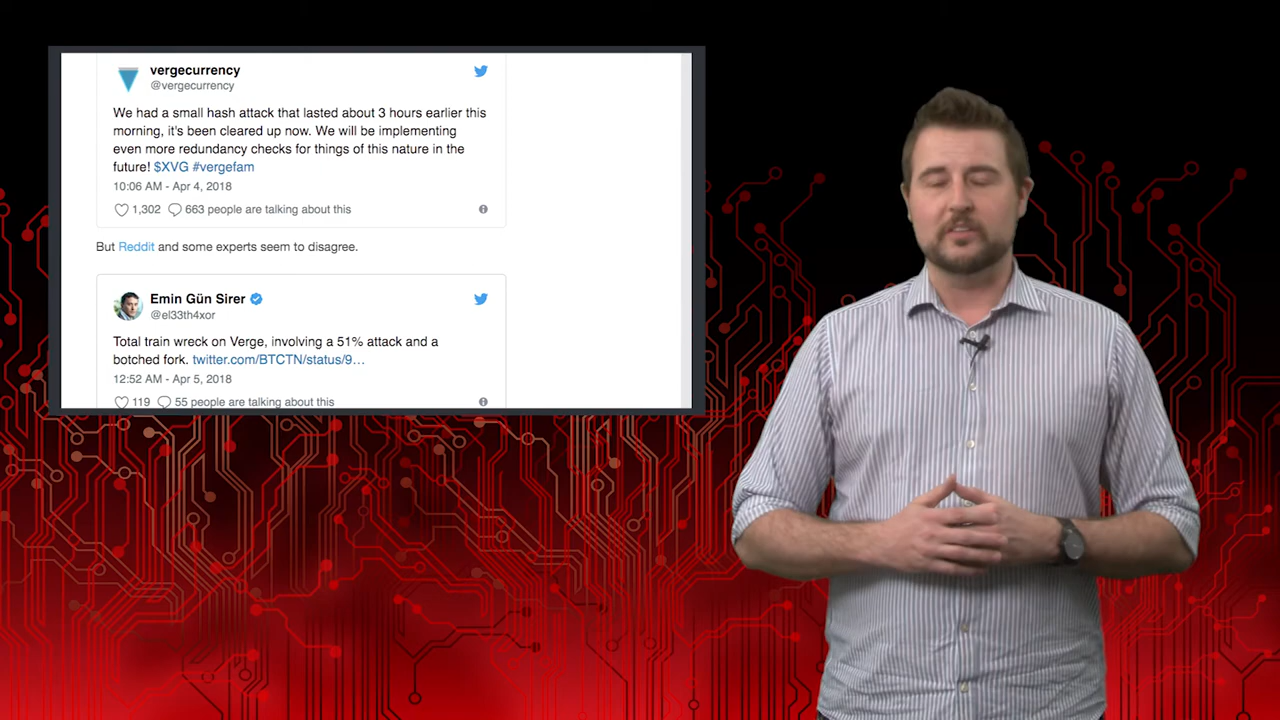 vergecurrency
@vergecurrency
We had a small hash attack that lasted about 3 hours earlier this
morning, it's been cleared up now. We will be implementing
even more redundancy checks for things of this nature in the
future! $XVG #vergefam
10:06 AM - Apr 4, 2018
1,302 663 people are talking about this
But Reddit and some experts seem to disagree.
Emin Gün Sirer
@el33th4xor
Total train wreck on Verge, involving a 51% attack and a
botched fork. twitter.com/BTCTN/status/9…
12:52 AM - Apr 5, 2018
119 55 people are talking about this